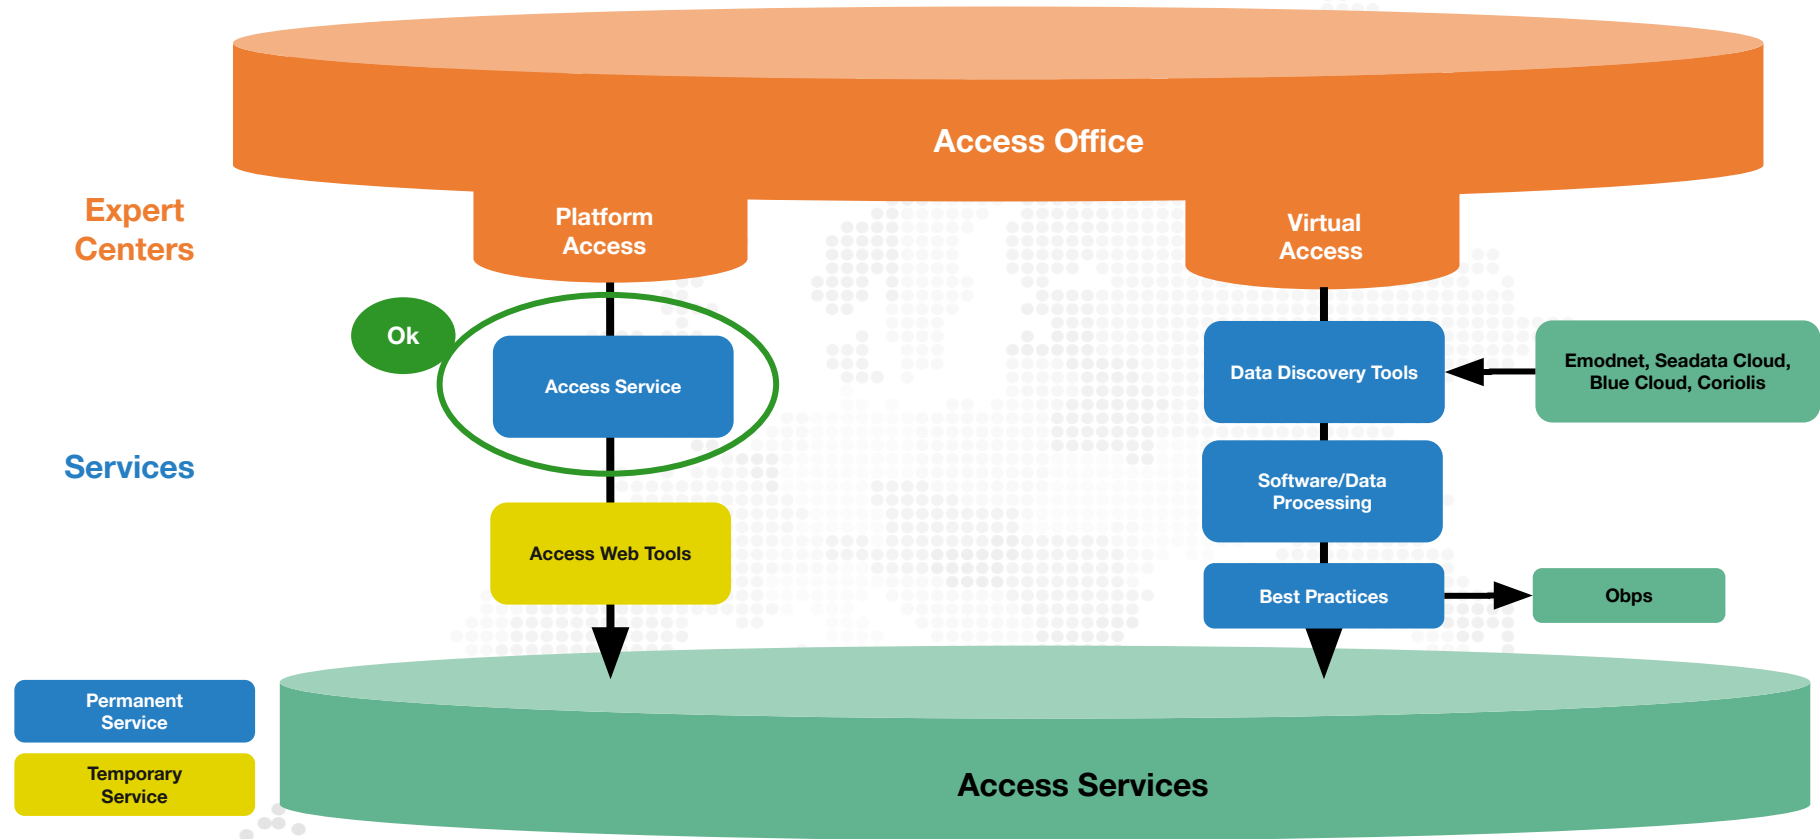 Access Office
Expert
Centers
Platform
Access
Virtual
Access
Ok
Access Service
Data Discovery Tools
Emodnet, Seadata Cloud,
Blue Cloud, Coriolis
Services
Software/Data
Processing
Access Web Tools
Best Practices
Obps
Permanent
Service
Temporary
Service
Access Services